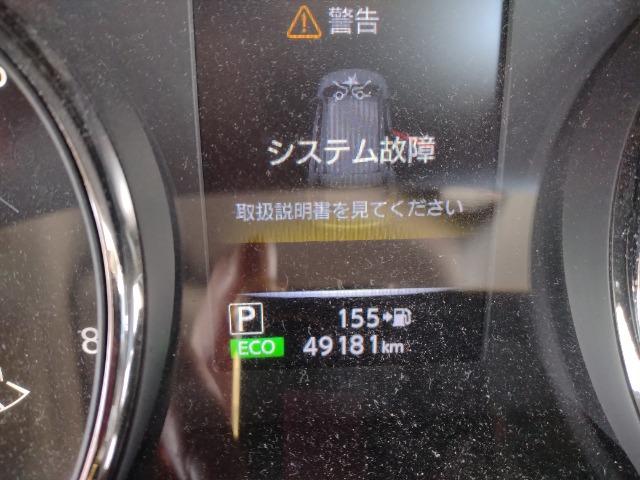 警告
システム故障
取扱説明書を見てください
P 155
ECO 49181km
8